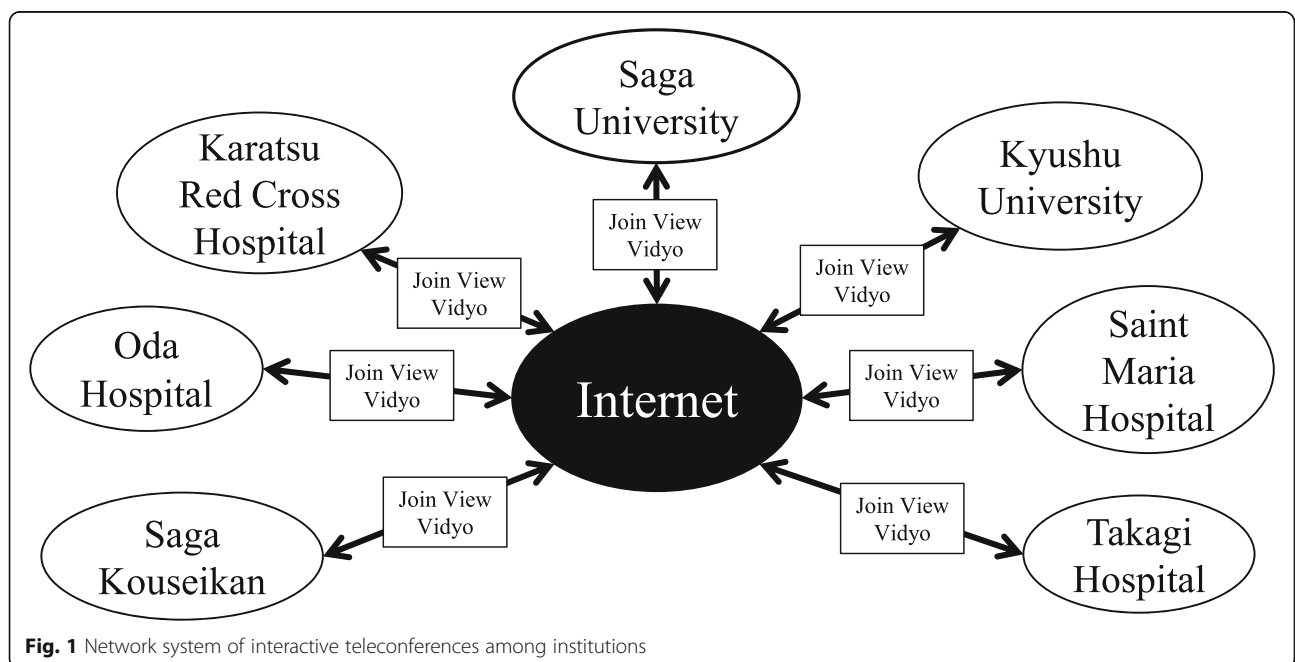 Saga
University
Karatsu
Red Cross
Hospital
Kyushu
University
Join View
Vidyo
Join View
Vidyo
Join View
Vidyo
Oda
Hospital
Join View
Vidyo
Internet
Join View
Vidyo
Saint
Maria
Hospital
Saga
Kouseikan
Join View
Vidyo
Join View
Vidyo
Takagi
Hospital
Fig. 1 Network system of interactive teleconferences among institutions